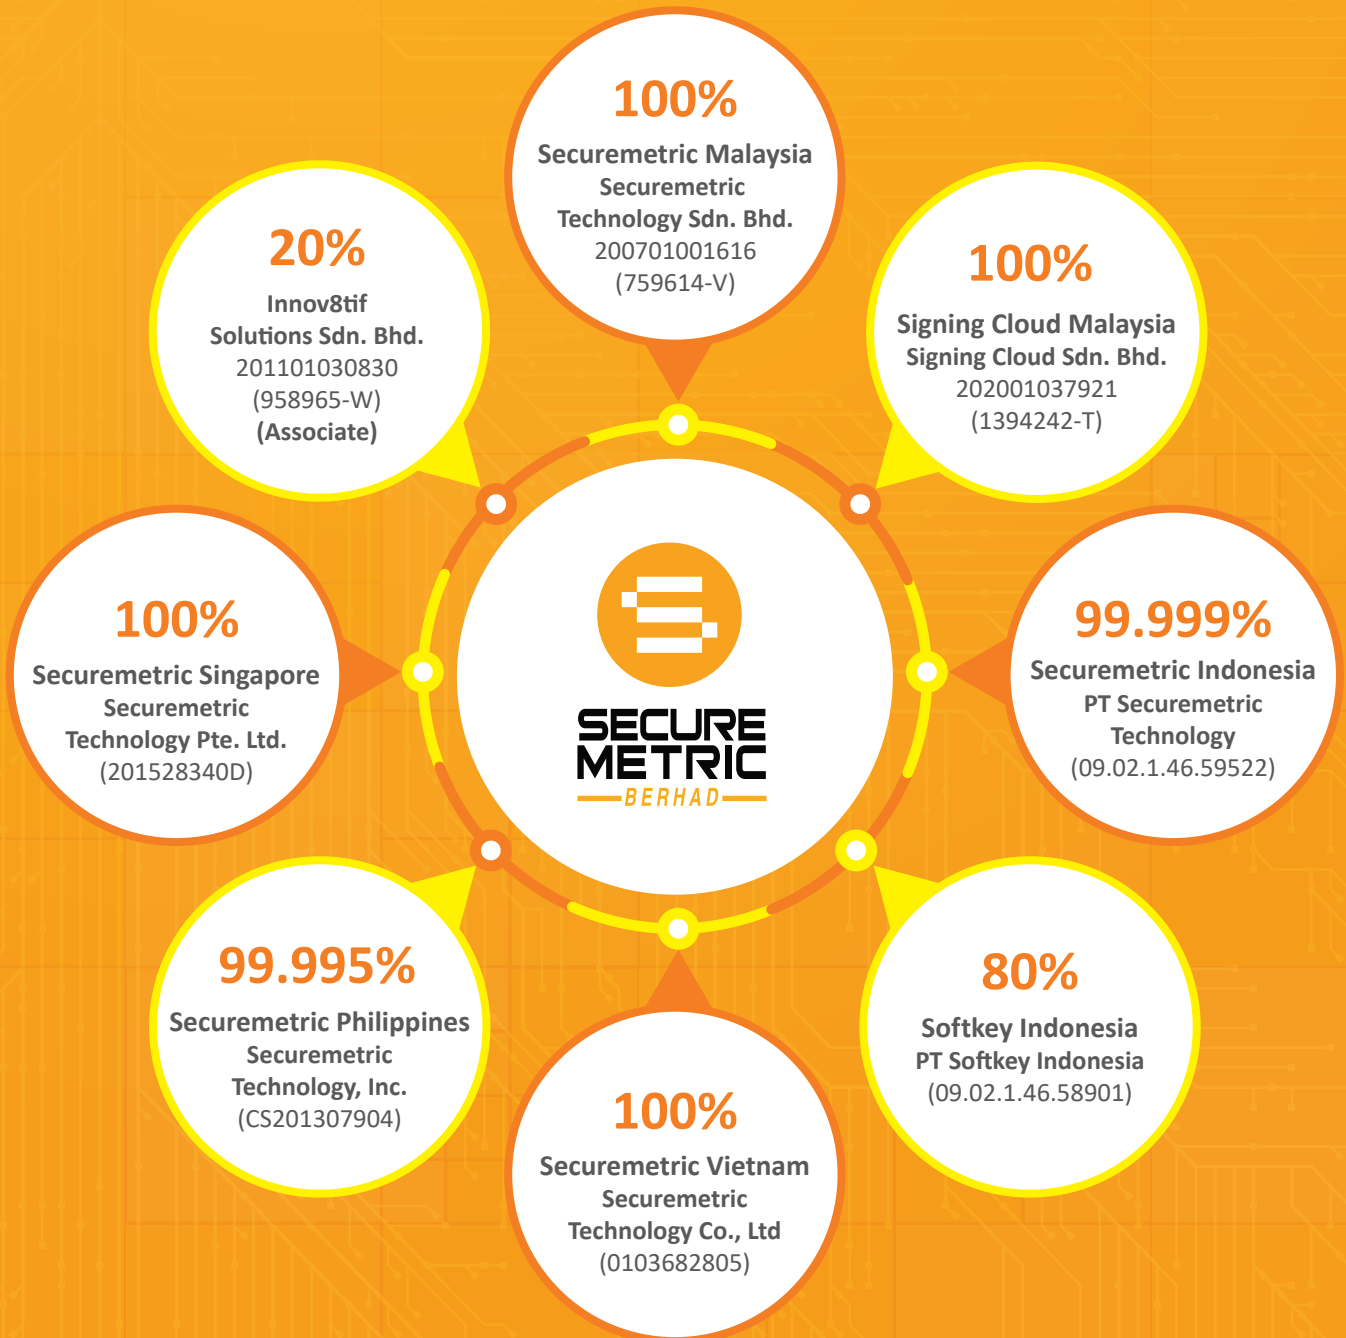 100%
Securemetric Malaysia
Securemetric
Technology Sdn. Bhd.
200701001616
(759614-V)
20%
Innov8tif
Solutions Sdn. Bhd.
201101030830
(958965-W)
(Associate)
100%
Signing Cloud Malaysia
Signing Cloud Sdn. Bhd.
202001037921
(1394242-T)
100%
Securemetric Singapore
Securemetric
Technology Pte. Ltd.
(201528340D)
SECURE
METRIC
BERHAD
99.999%
Securemetric Indonesia
PT Securemetric
Technology
(09.02.1.46.59522)
99.995%
Securemetric Philippines
Securemetric
Technology, Inc.
(CS201307904)
100%
Securemetric Vietnam
Securemetric
Technology Co., Ltd
(0103682805)
80%
Softkey Indonesia
PT Softkey Indonesia
(09.02.1.46.58901)